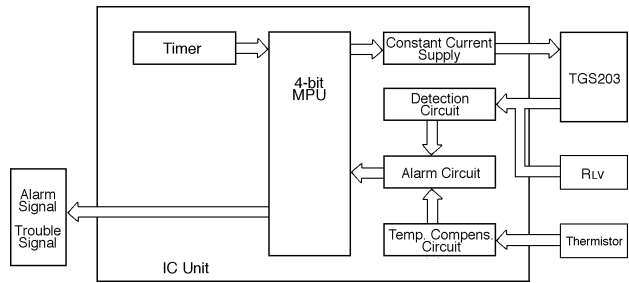 Timer
4-bit
MPU
Constant Current
Supply
TGS203
Detection
Circuit
Alarm Circuit
RLV
Temp. Compens.
Circuit
Thermistor
Alarm
Signal
Trouble
Signal
IC Unit